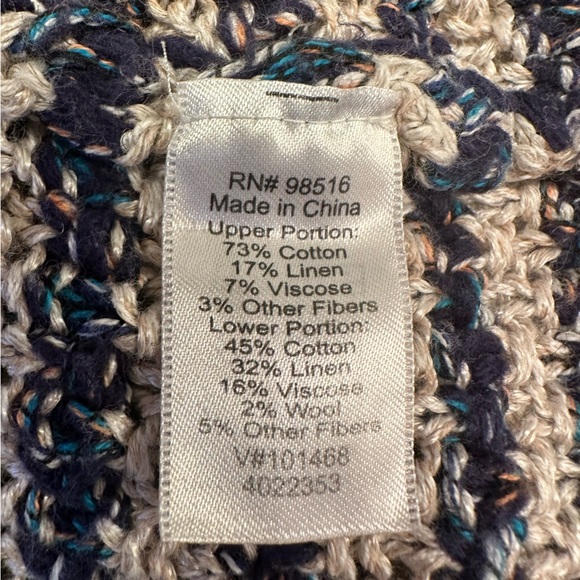 RN# 98516
Made in China
Upper Portion:
73% Cotton
17% Linen
7% Viscose
3% Other Fibers
Lower Portion:
45% Cotton
32% Linen
16% Viscose
2% Wool
5% Other Fibers
V#101468
4022353